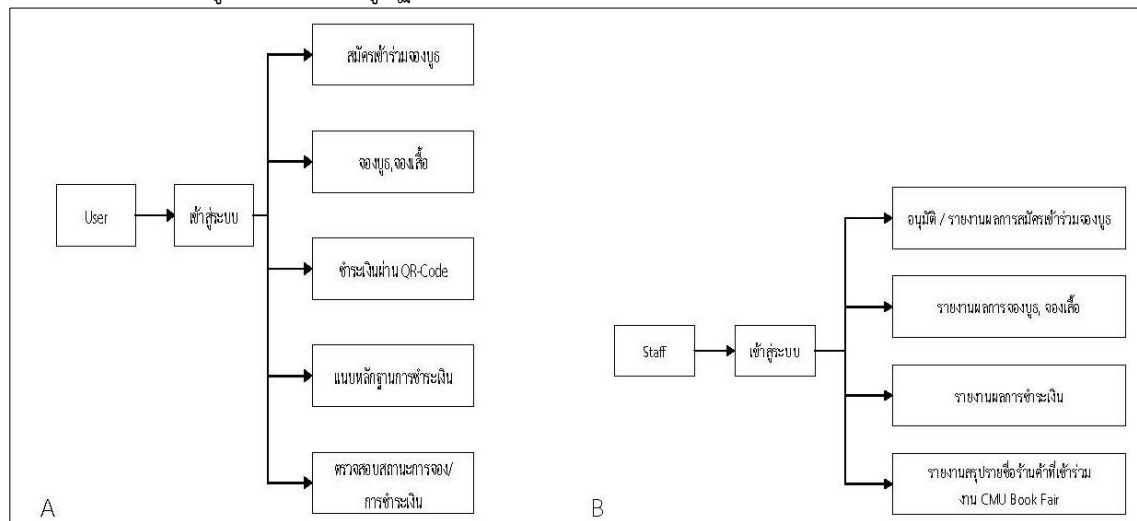 สมัครเข้าร่วมจองบูธ
จองบูธ,จองเสื้อ
User
เข้าสู่ระบบ
ชำระเงินผ่าน QR-Code
แนบหลักฐานการชำระเงิน
ตรวจสอบสถานะการจอง/
การชำระเงิน
A
อนุมัติ / รายงานผลการสมัครเข้าร่วมจองบูธ
รายงานผลการจองบูธ, จองเสื้อ
Staff
เข้าสู่ระบบ
รายงานผลการชำระเงิน
รายงานสรุปรายชื่อร้านค้าที่เข้าร่วม
งาน CMU Book Fair
B